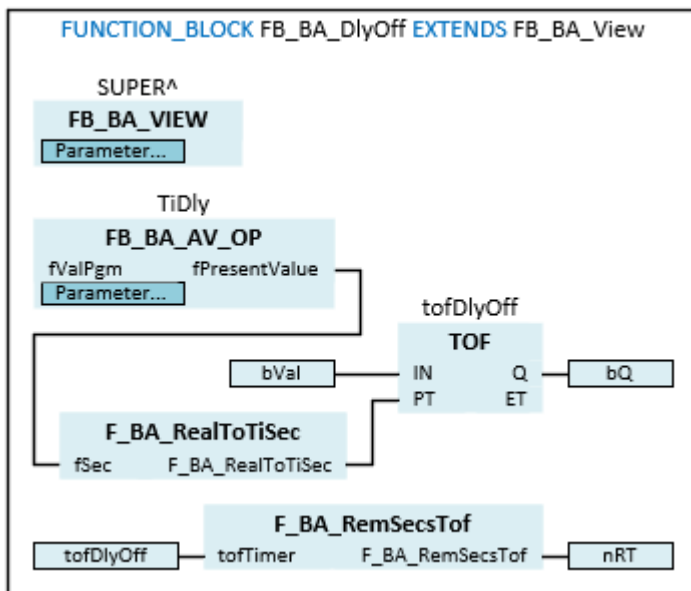 FUNCTION_BLOCK FB_BA_DlyOff EXTENDS FB_BA_View
SUPER^
FB_BA_VIEW
Parameter...
TiDly
FB_BA_AV_OP
fValPgm fPresentValue
Parameter...
tofDlyOff
TOF
bVal IN Q bQ
PT ET
F_BA_RealToTiSec
fSec F_BA_RealToTiSec
F_BA_RemSecsTof
tofDlyOff tofTimer F_BA_RemSecsTof nRT